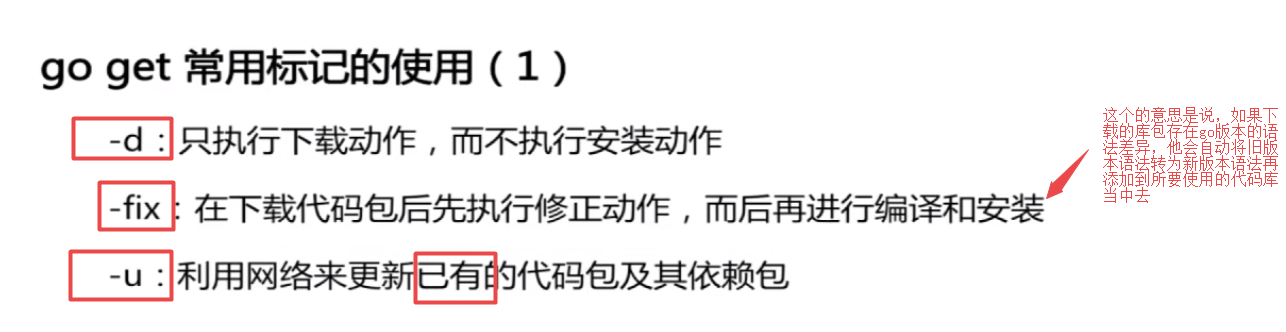 go get 常用标记的使用（1）
-d：只执行下载动作，而不执行安装动作
-fix：在下载代码包后先执行修正动作，而后再进行编译和安装
-u：利用网络来更新已有的代码包及其依赖包
这个的意思是说，如果下
载的库包存在go版本的语
法差异，他会自动将旧版
本语法转为新版本语法再
添加到所要使用的代码库
当中去